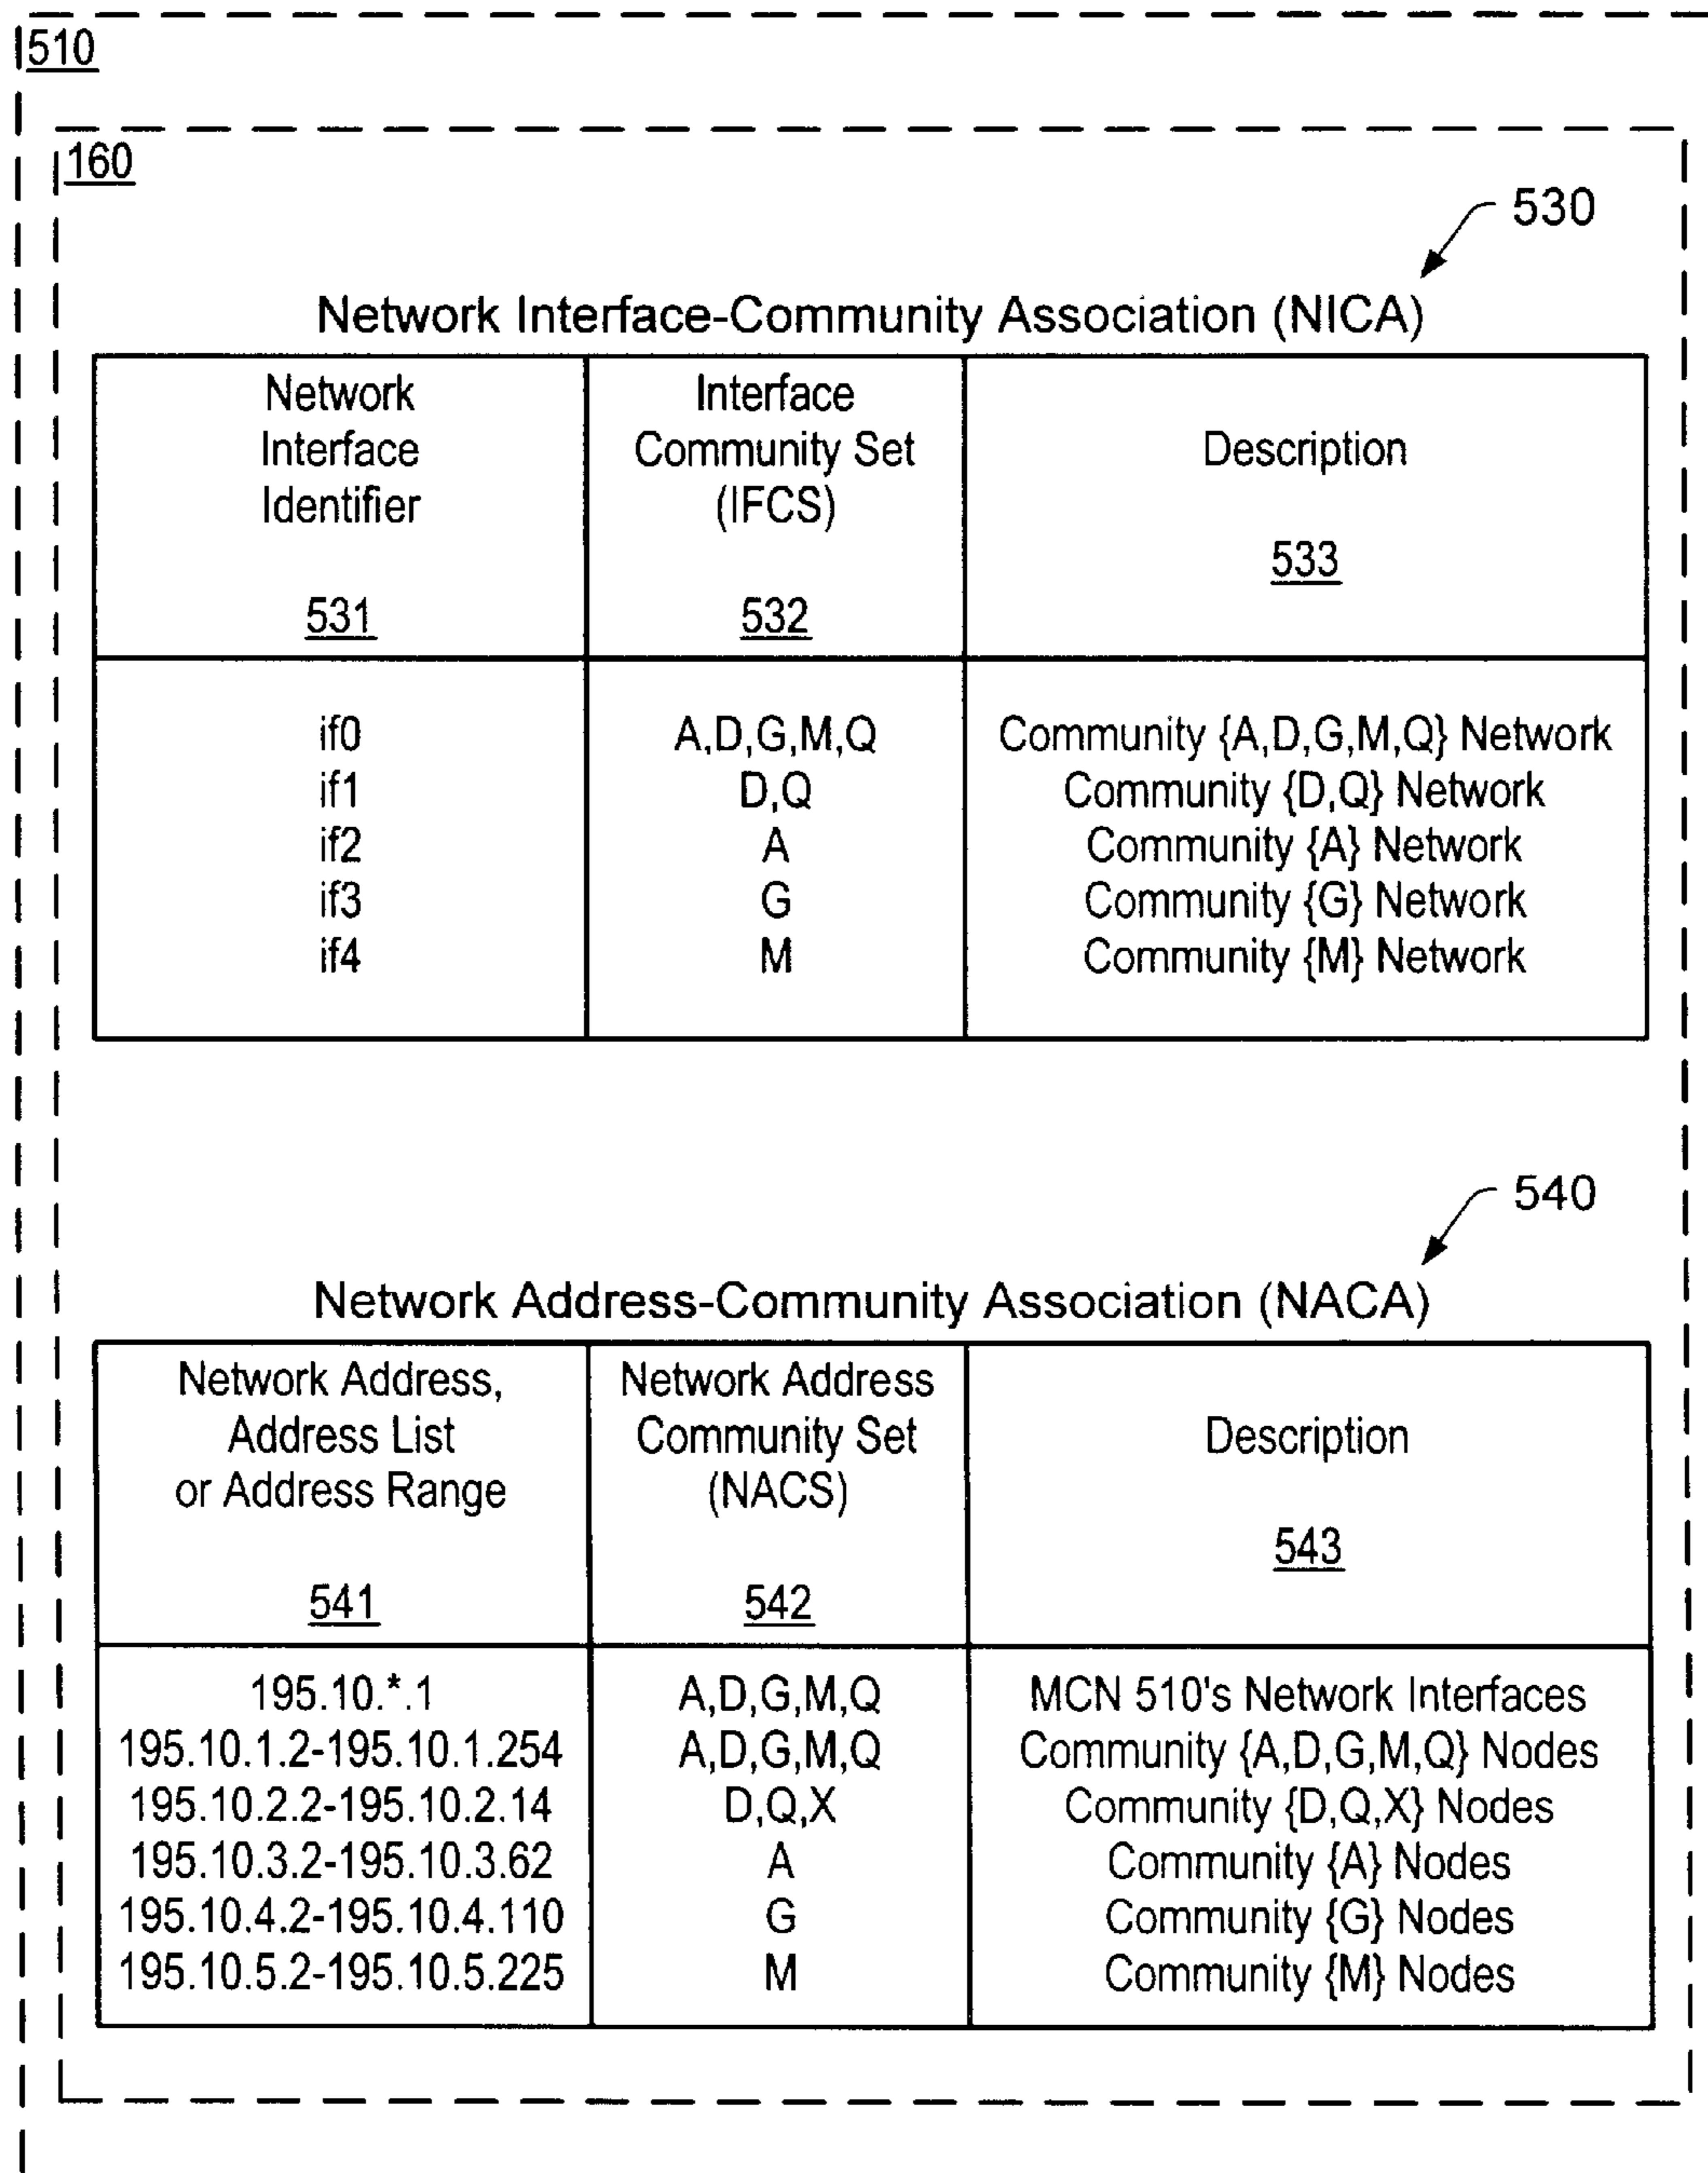 510
160
530
Network Interface-Community Association (NICA)
Network
Interface
Identifier
531
Interface
Community Set
(IFCS)
532
Description
533
if0 A,D,G,M,Q Community {A,D,G,M,Q} Network
if1 D,Q Community {D,Q} Network
if2 A Community {A} Network
if3 G Community {G} Network
if4 M Community {M} Network
540
Network Address-Community Association (NACA)
Network Address,
Address List
or Address Range
541
Network Address
Community Set
(NACS)
542
Description
543
195.10.*.1 A,D,G,M,Q MCN 510's Network Interfaces
195.10.1.2-195.10.1.254 A,D,G,M,Q Community {A,D,G,M,Q} Nodes
195.10.2.2-195.10.2.14 D,Q,X Community {D,Q,X} Nodes
195.10.3.2-195.10.3.62 A Community {A} Nodes
195.10.4.2-195.10.4.110 G Community {G} Nodes
195.10.5.2-195.10.5.225 M Community {M} Nodes